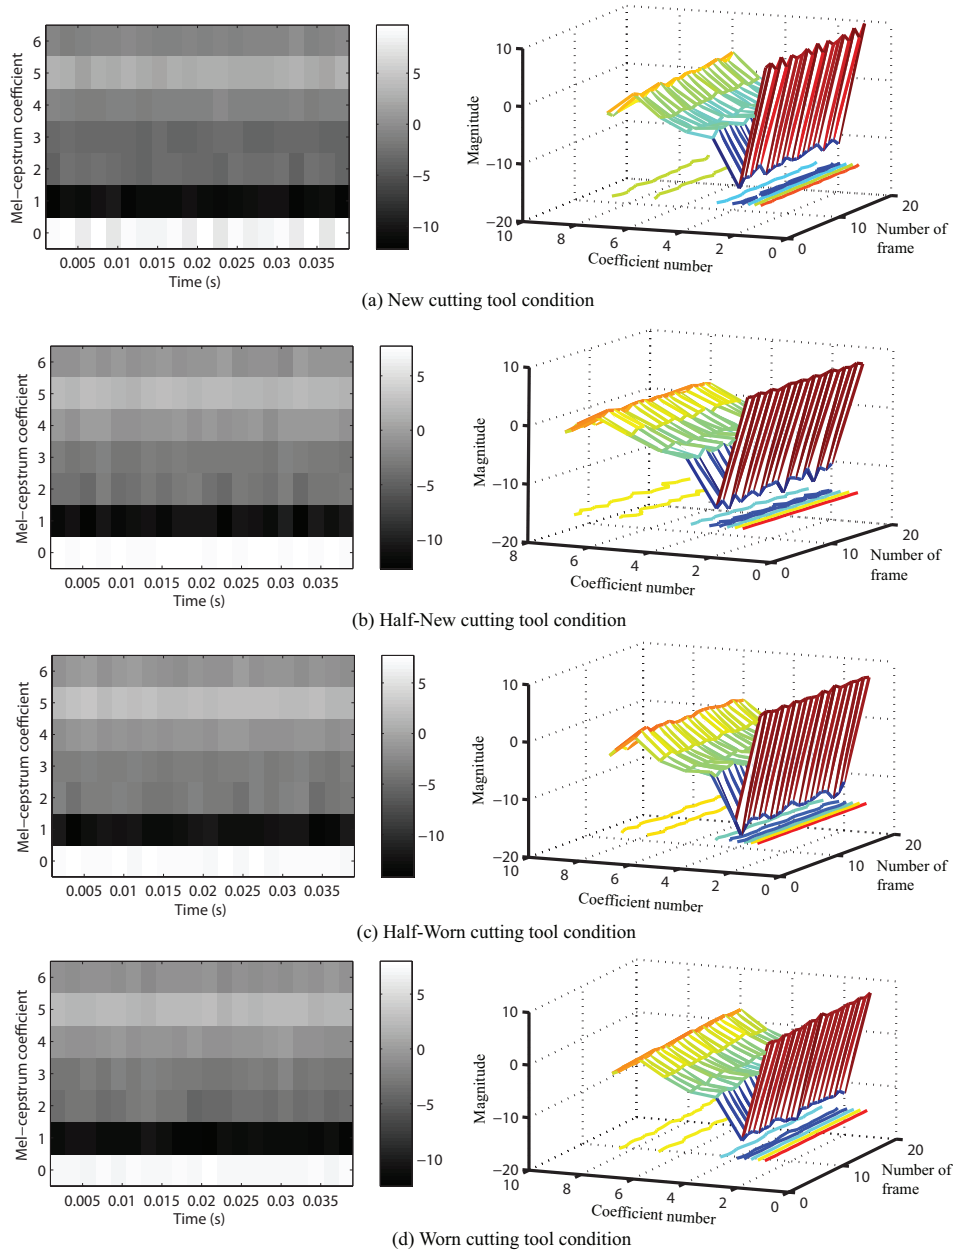 Mel−cepstrum coefficient
6
5
4
3
2
1
0
0.005 0.01 0.015 0.02 0.025 0.03 0.035
Time (s)
5
0
−5
−10
Magnitude
10
0
−10
−20
10 8 6 4 2 0
Coefficient number
0 10 20
Number of
frame
(a) New cutting tool condition
Mel−cepstrum coefficient
6
5
4
3
2
1
0
0.005 0.01 0.015 0.02 0.025 0.03 0.035
Time (s)
5
0
−5
−10
Magnitude
10
0
−10
−20
8 6 4 2 0
Coefficient number
0 10 20
Number of
frame
(b) Half-New cutting tool condition
Mel−cepstrum coefficient
6
5
4
3
2
1
0
0.005 0.01 0.015 0.02 0.025 0.03 0.035
Time (s)
5
0
−5
−10
Magnitude
10
0
−10
−20
10 8 6 4 2 0
Coefficient number
0 10 20
Number of
frame
(c) Half-Worn cutting tool condition
Mel−cepstrum coefficient
6
5
4
3
2
1
0
0.005 0.01 0.015 0.02 0.025 0.03 0.035
Time (s)
5
0
−5
−10
Magnitude
10
0
−10
−20
10 8 6 4 2 0
Coefficient number
0 10 20
Number of
frame
(d) Worn cutting tool condition